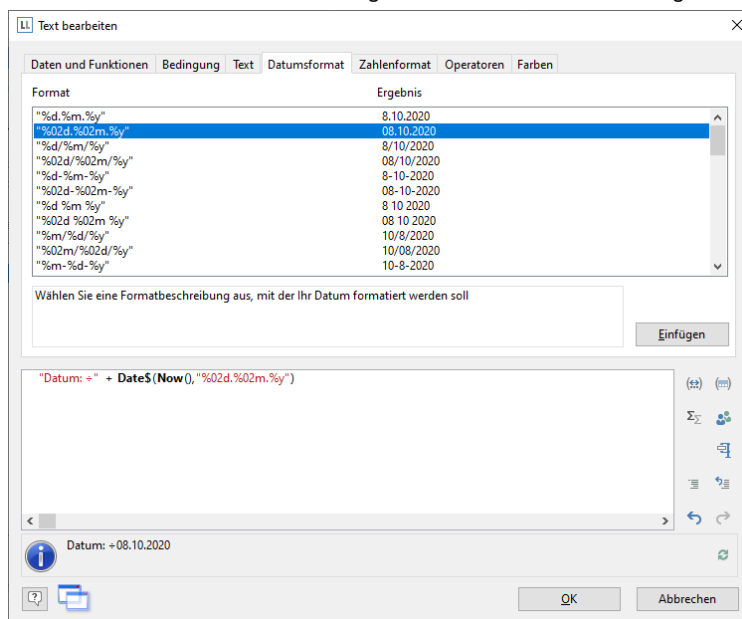 LL Text bearbeiten
Daten und Funktionen Bedingung Text Datumsformat Zahlenformat Operatoren Farben
Format Ergebnis
"%d.%m.%y" 8.10.2020
"%02d.%02m.%y" 08.10.2020
"%d/%m/%y" 8/10/2020
"%02d/%02m/%y" 08/10/2020
"%d-%m-%y" 8-10-2020
"%02d-%02m-%y" 08-10-2020
"%d %m %y" 8 10 2020
"%02d %02m %y" 08 10 2020
"%m/%d/%y" 10/8/2020
"%02m/%02d/%y" 10/08/2020
"%m-%d-%y" 10-8-2020
Wählen Sie eine Formatbeschreibung aus, mit der Ihr Datum formatiert werden soll
Einfügen
"Datum: ÷" + Date$(Now(),"%02d.%02m.%y")
Datum: ÷08.10.2020
OK Abbrechen